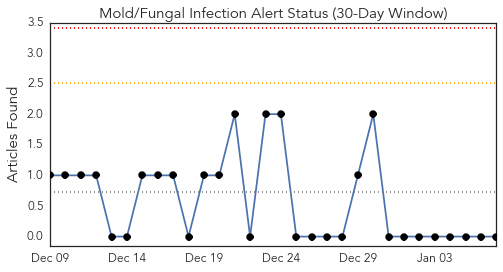 Mold/Fungal Infection Alert Status (30-Day Window)
Articles Found
3.5
3.0
2.5
2.0
1.5
1.0
0.5
0.0
Dec 09 Dec 14 Dec 19 Dec 24 Dec 29 Jan 03